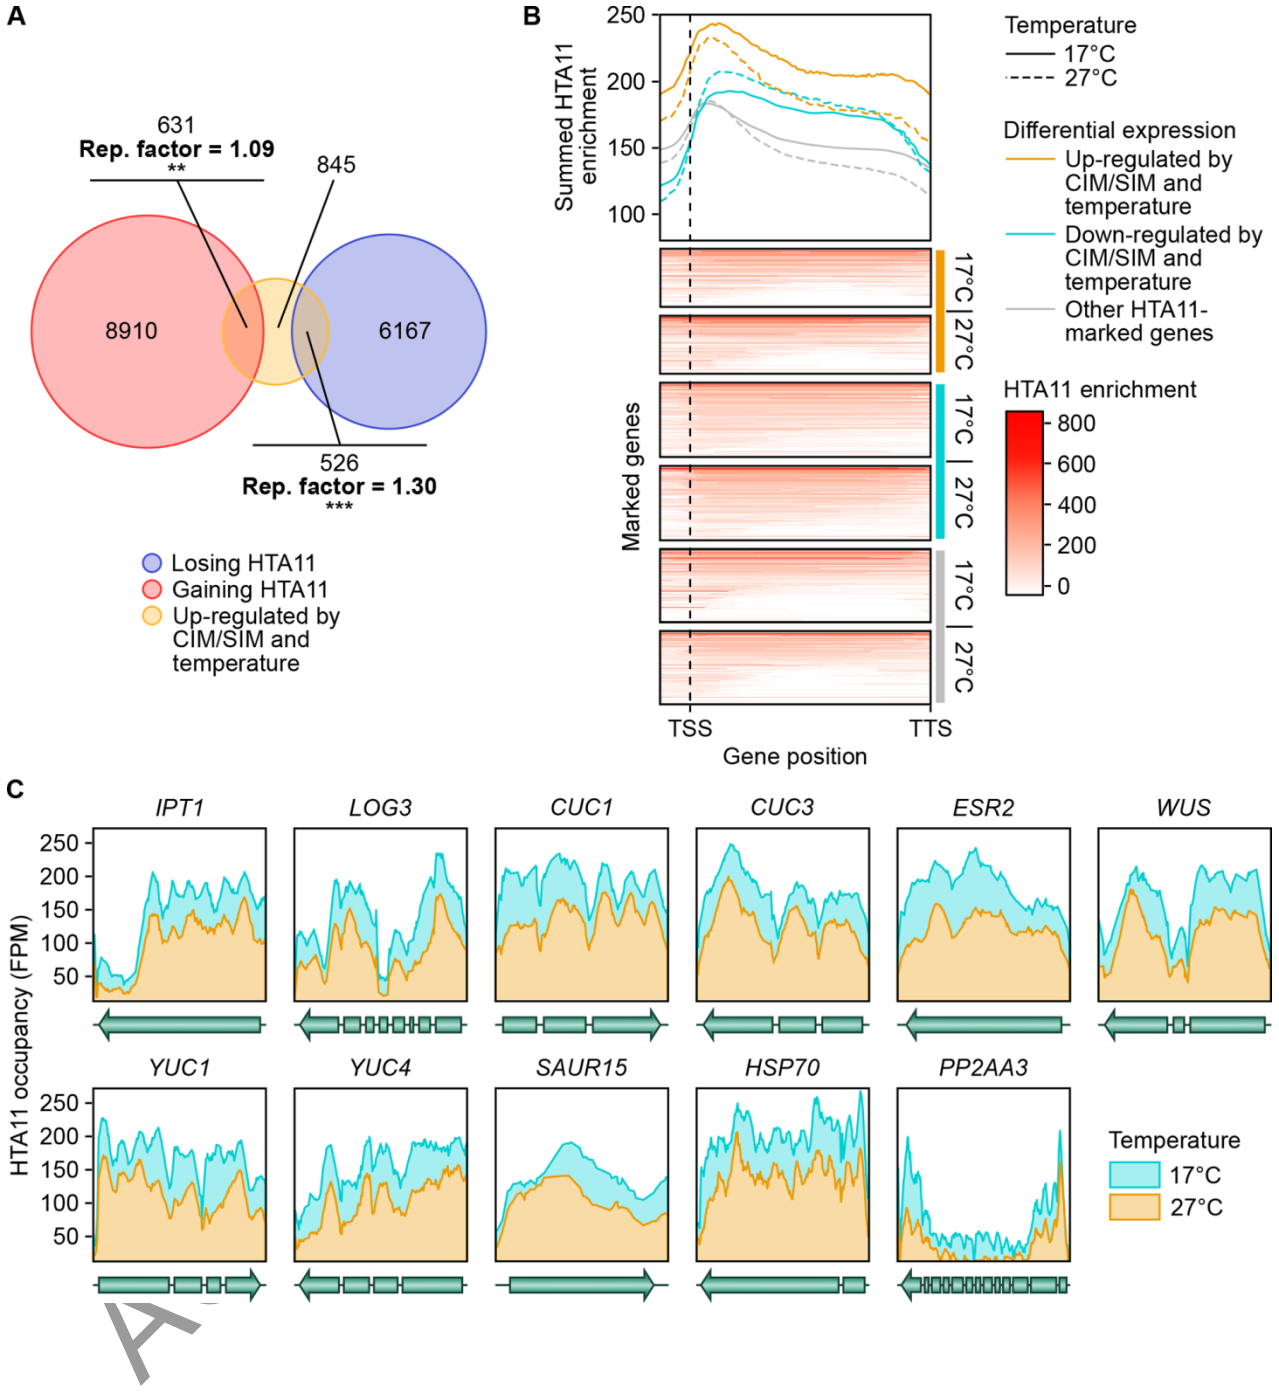 A
631
Rep. factor = 1.09
**
845
8910
6167
526
Rep. factor = 1.30
***
Losing HTA11
Gaining HTA11
Up-regulated by
CIM/SIM and
temperature
B
Summed HTA11
enrichment
250
200
150
100
Marked genes
17°C | 27°C
17°C | 27°C
17°C | 27°C
TSS
TTS
Gene position
Temperature
17°C
27°C
Differential expression
Up-regulated by
CIM/SIM and
temperature
Down-regulated by
CIM/SIM and
temperature
Other HTA11-
marked genes
HTA11 enrichment
800
600
400
200
0
C
HTA11 occupancy (FPM)
IPT1
LOG3
CUC1
CUC3
ESR2
WUS
250
200
150
100
50
YUC1
YUC4
SAUR15
HSP70
PP2AA3
250
200
150
100
50
Temperature
17°C
27°C